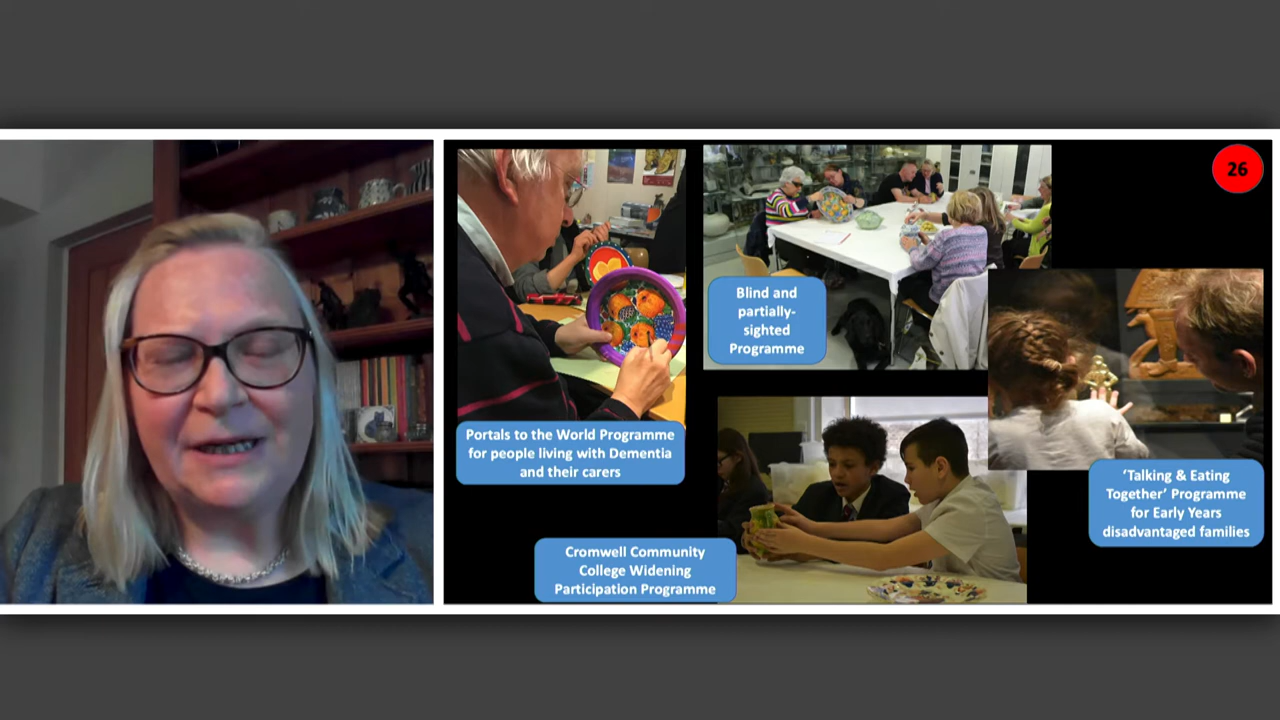 26
Blind and
partially-
sighted
Programme
Portals to the World Programme
for people living with Dementia
and their carers
'Talking & Eating
Together' Programme
for Early Years
disadvantaged families
Cromwell Community
College Widening
Participation Programme